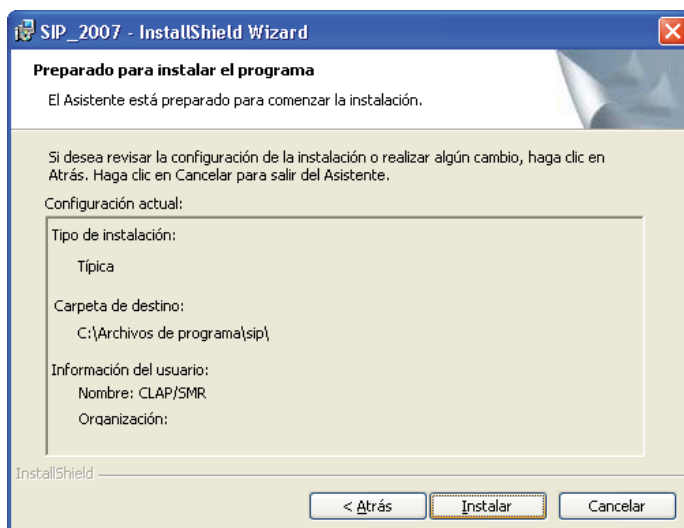 SIP_2007 - InstallShield Wizard
Preparado para instalar el programa
El Asistente está preparado para comenzar la instalación.
Si desea revisar la configuración de la instalación o realizar algún cambio, haga clic en
Atrás. Haga clic en Cancelar para salir del Asistente.
Configuración actual:
Tipo de instalación:
Típica
Carpeta de destino:
C:\Archivos de programa\sip\
Información del usuario:
Nombre: CLAP/SMR
Organización:
InstallShield
< Atrás Instalar Cancelar